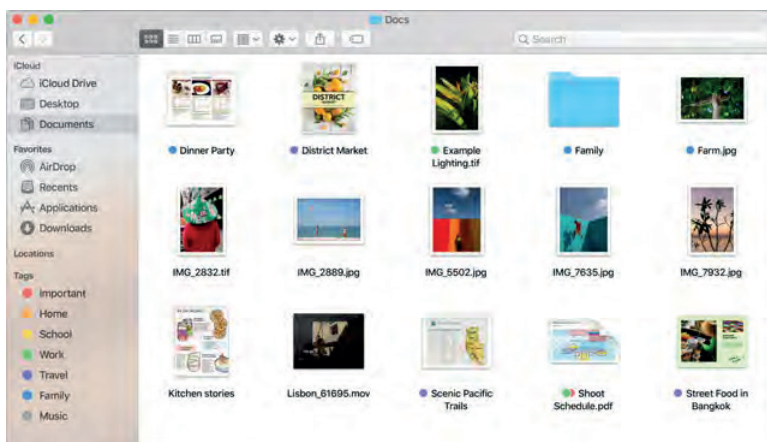 Docs
Search
iCloud
iCloud Drive
Desktop
Documents
Favorites
AirDrop
Recents
Applications
Downloads
Locations
Tags
Important
Home
School
Work
Travel
Family
Music
Dinner Party
DISTRICT
District Market
Example
Lighting.tif
Family
Farm.jpg
IMG_2832.tif
IMG_2889.jpg
IMG_5502.jpg
IMG_7635.jpg
IMG_7932.jpg
Kitchen stories
Lisbon_61695.mov
Scenic Pacific
Trails
Shoot
Schedule.pdf
Street Food in
Bangkok